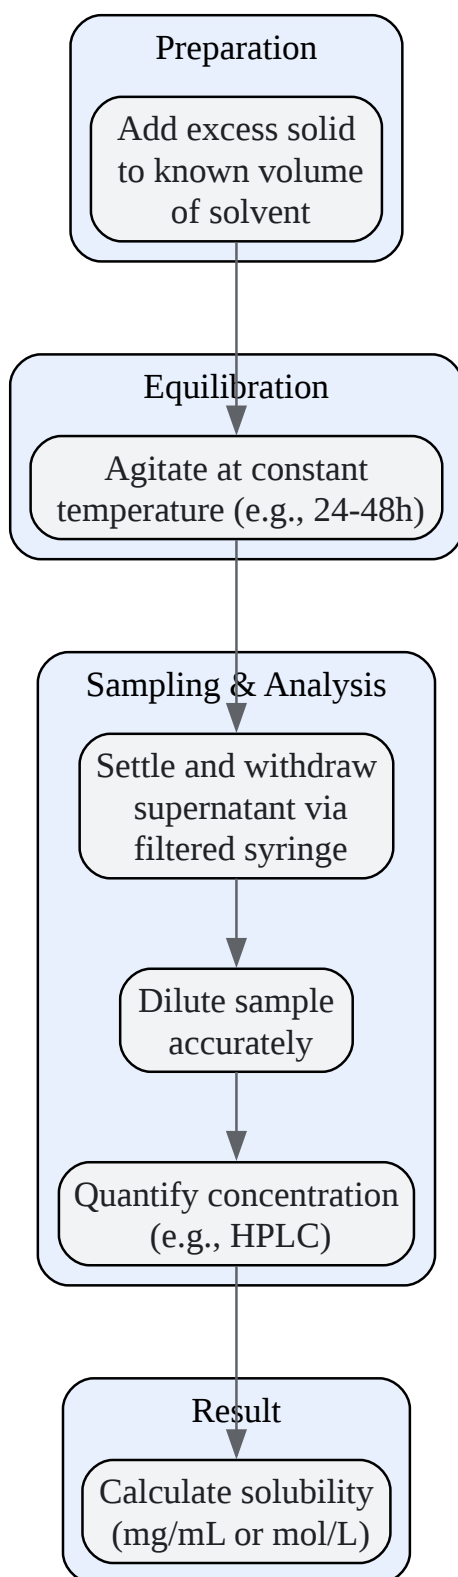 Preparation
Add excess solid
to known volume
of solvent
Equilibration
Agitate at constant
temperature (e.g., 24-48h)
Sampling & Analysis
Settle and withdraw
supernatant via
filtered syringe
Dilute sample
accurately
Quantify concentration
(e.g., HPLC)
Result
Calculate solubility
(mg/mL or mol/L)